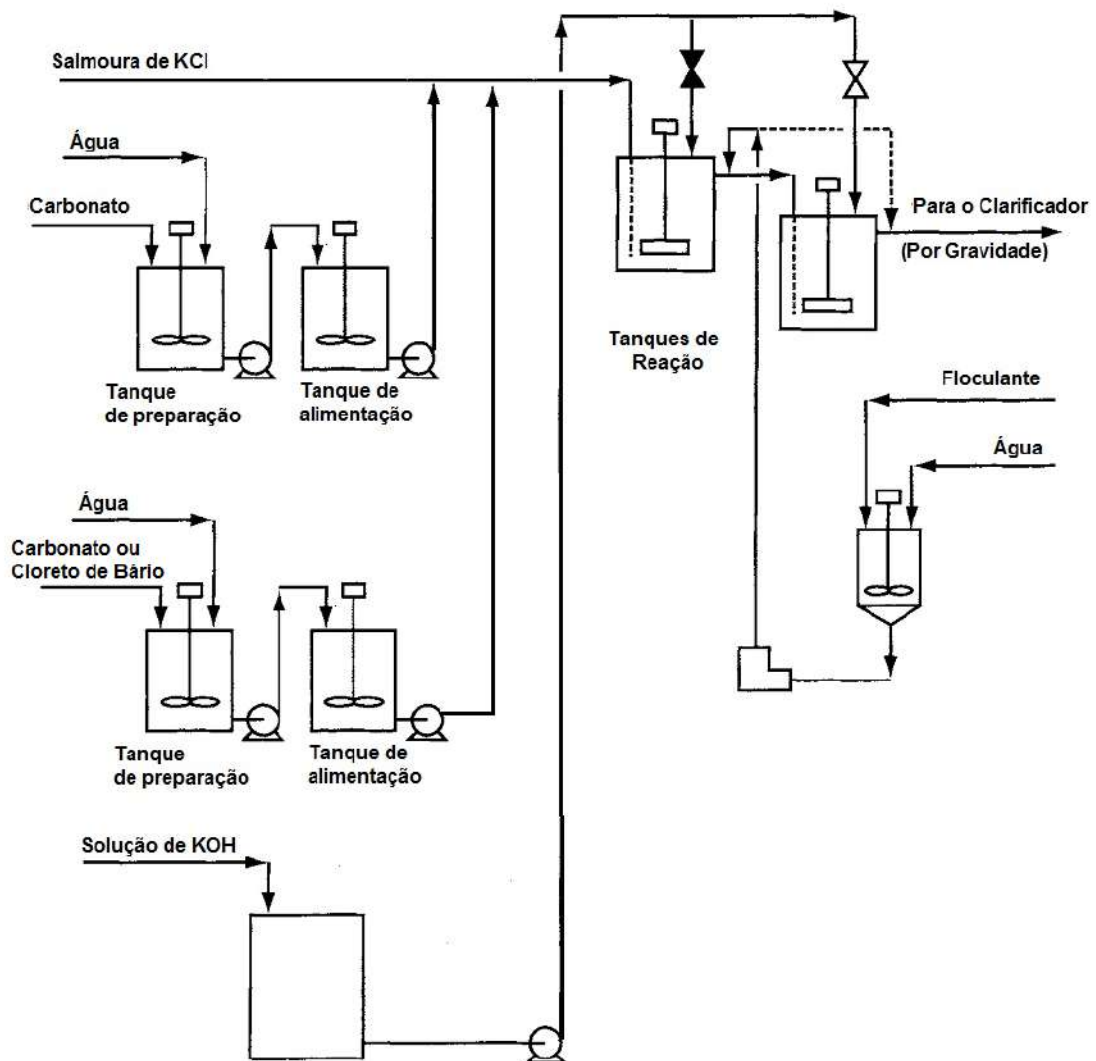 Salmoura de KCl
Água
Carbonato
Para o Clarificador
(Por Gravidade)
Tanques de
Reação
Tanque
de preparação
Tanque de
alimentação
Floculante
Água
Água
Carbonato ou
Cloreto de Bário
Tanque
de preparação
Tanque de
alimentação
Solução de KOH